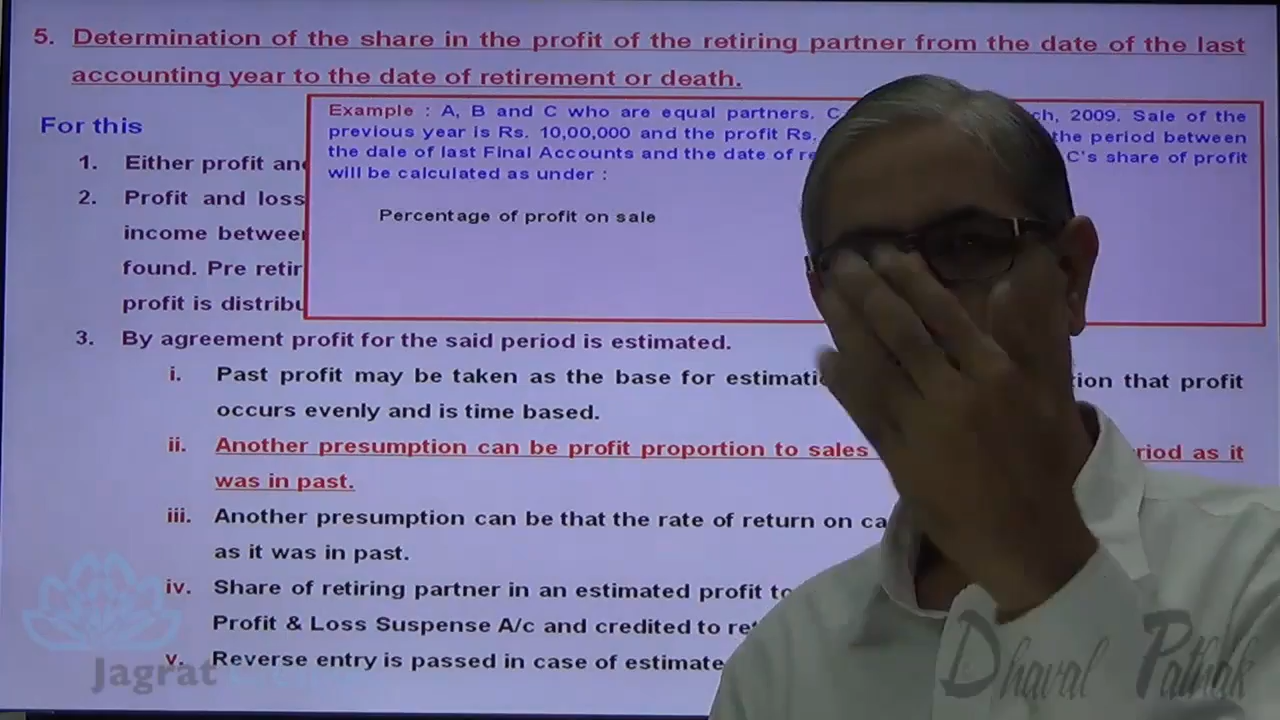 5. Determination of the share in the profit of the retiring partner from the date of the last
accounting year to the date of retirement or death.
For this
Example : A, B and C who are equal partners. C ch, 2009. Sale of the
previous year is Rs. 10,00,000 and the profit Rs. the period between
the dale of last Final Accounts and the date of re C's share of profit
will be calculated as under :
Percentage of profit on sale
1. Either profit an
2. Profit and loss
income between
found. Pre retir
profit is distribu
3. By agreement profit for the said period is estimated.
i. Past profit may be taken as the base for estimati tion that profit
occurs evenly and is time based.
ii. Another presumption can be profit proportion to sales riod as it
was in past.
iii. Another presumption can be that the rate of return on ca
as it was in past.
iv. Share of retiring partner in an estimated profit to
Profit & Loss Suspense A/c and credited to re
v. Reverse entry is passed in case of estimate
Jagrat
Dhaval Pathak